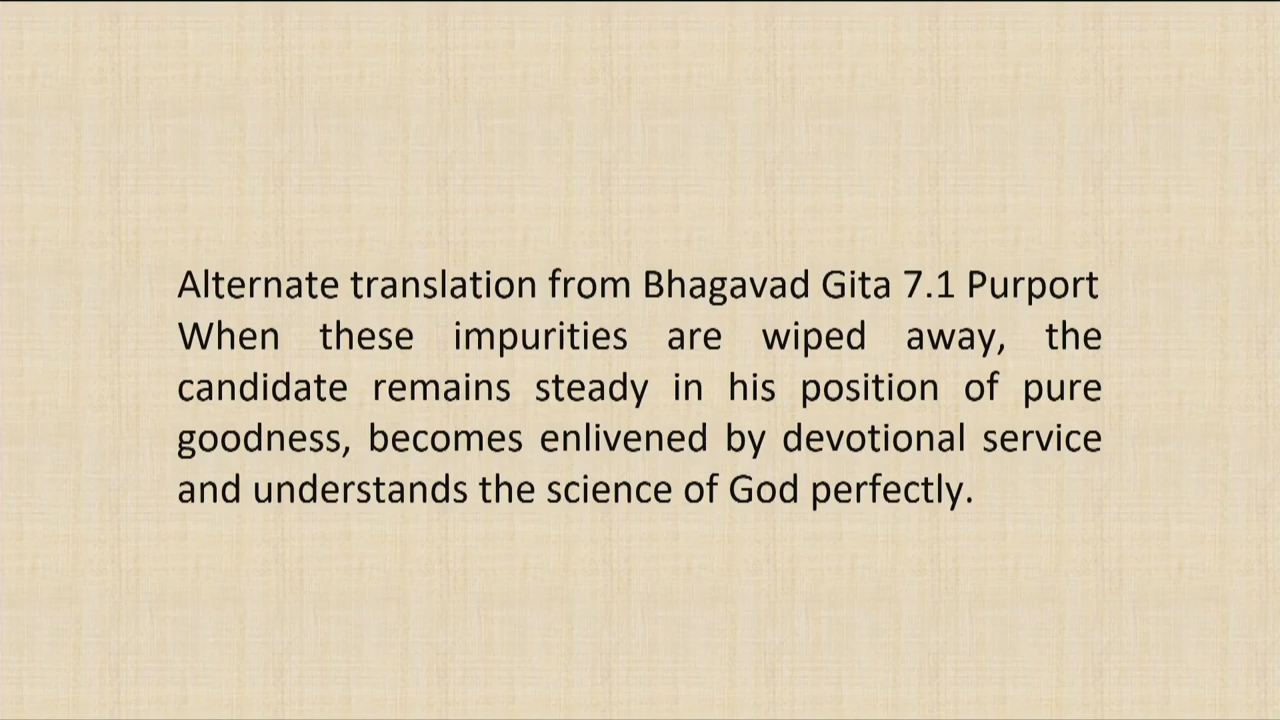 Alternate translation from Bhagavad Gita 7.1 Purport
When these impurities are wiped away, the
candidate remains steady in his position of pure
goodness, becomes enlivened by devotional service
and understands the science of God perfectly.